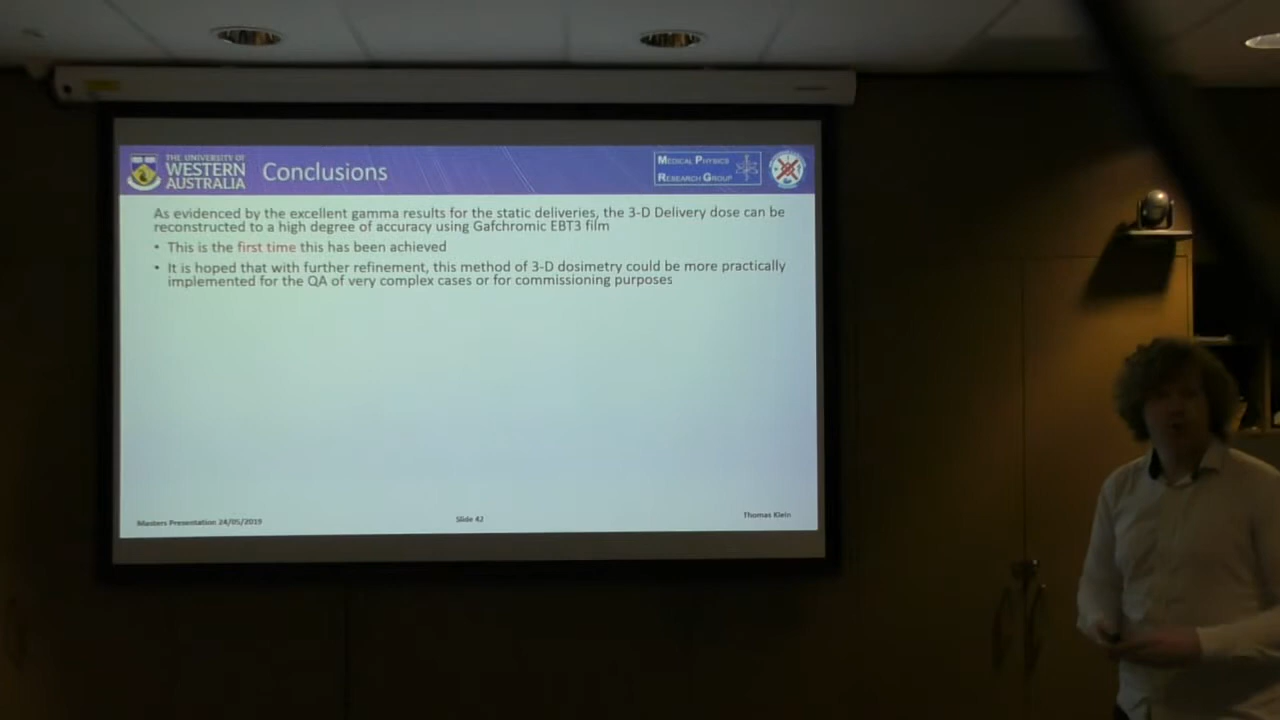 THE UNIVERSITY OF
WESTERN
AUSTRALIA
Conclusions
MEDICAL PHYSICS
RESEARCH GROUP
As evidenced by the excellent gamma results for the static deliveries, the 3-D Delivery dose can be
reconstructed to a high degree of accuracy using Gafchromic EBT3 film
• This is the first time this has been achieved
• It is hoped that with further refinement, this method of 3-D dosimetry could be more practically
implemented for the QA of very complex cases or for commissioning purposes
Masters Presentation 24/05/2019
Slide 42
Thomas Klein